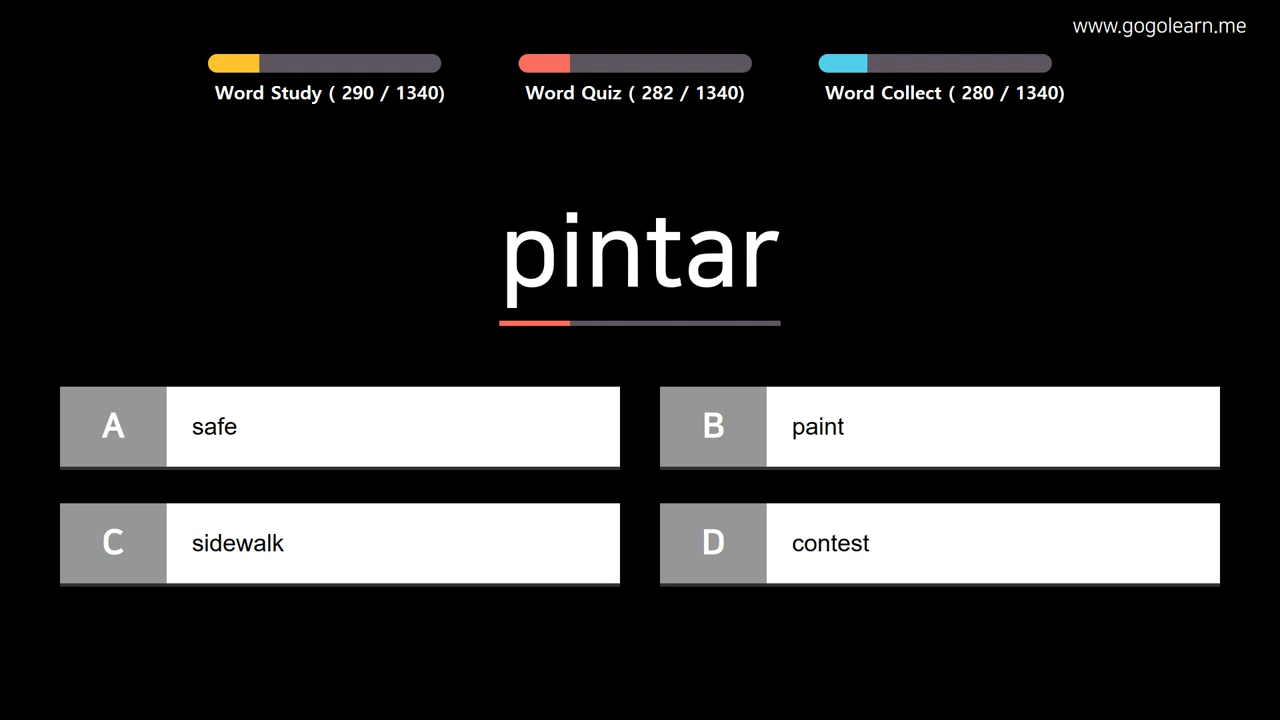 www.gogolearn.me
Word Study ( 290 / 1340)
Word Quiz ( 282 / 1340)
Word Collect ( 280 / 1340)
pintar
A safe
B paint
C sidewalk
D contest